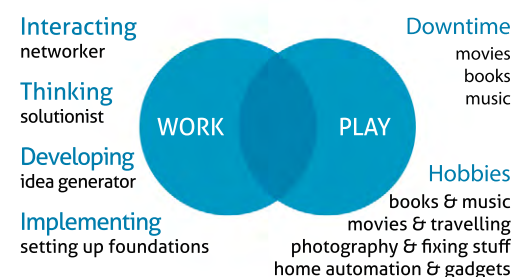 Interacting
networker
Thinking
solutionist
Developing
idea generator
Implementing
setting up foundations
WORK
PLAY
Downtime
movies
books
music
Hobbies
books & music
movies & travelling
photography & fixing stuff
home automation & gadgets